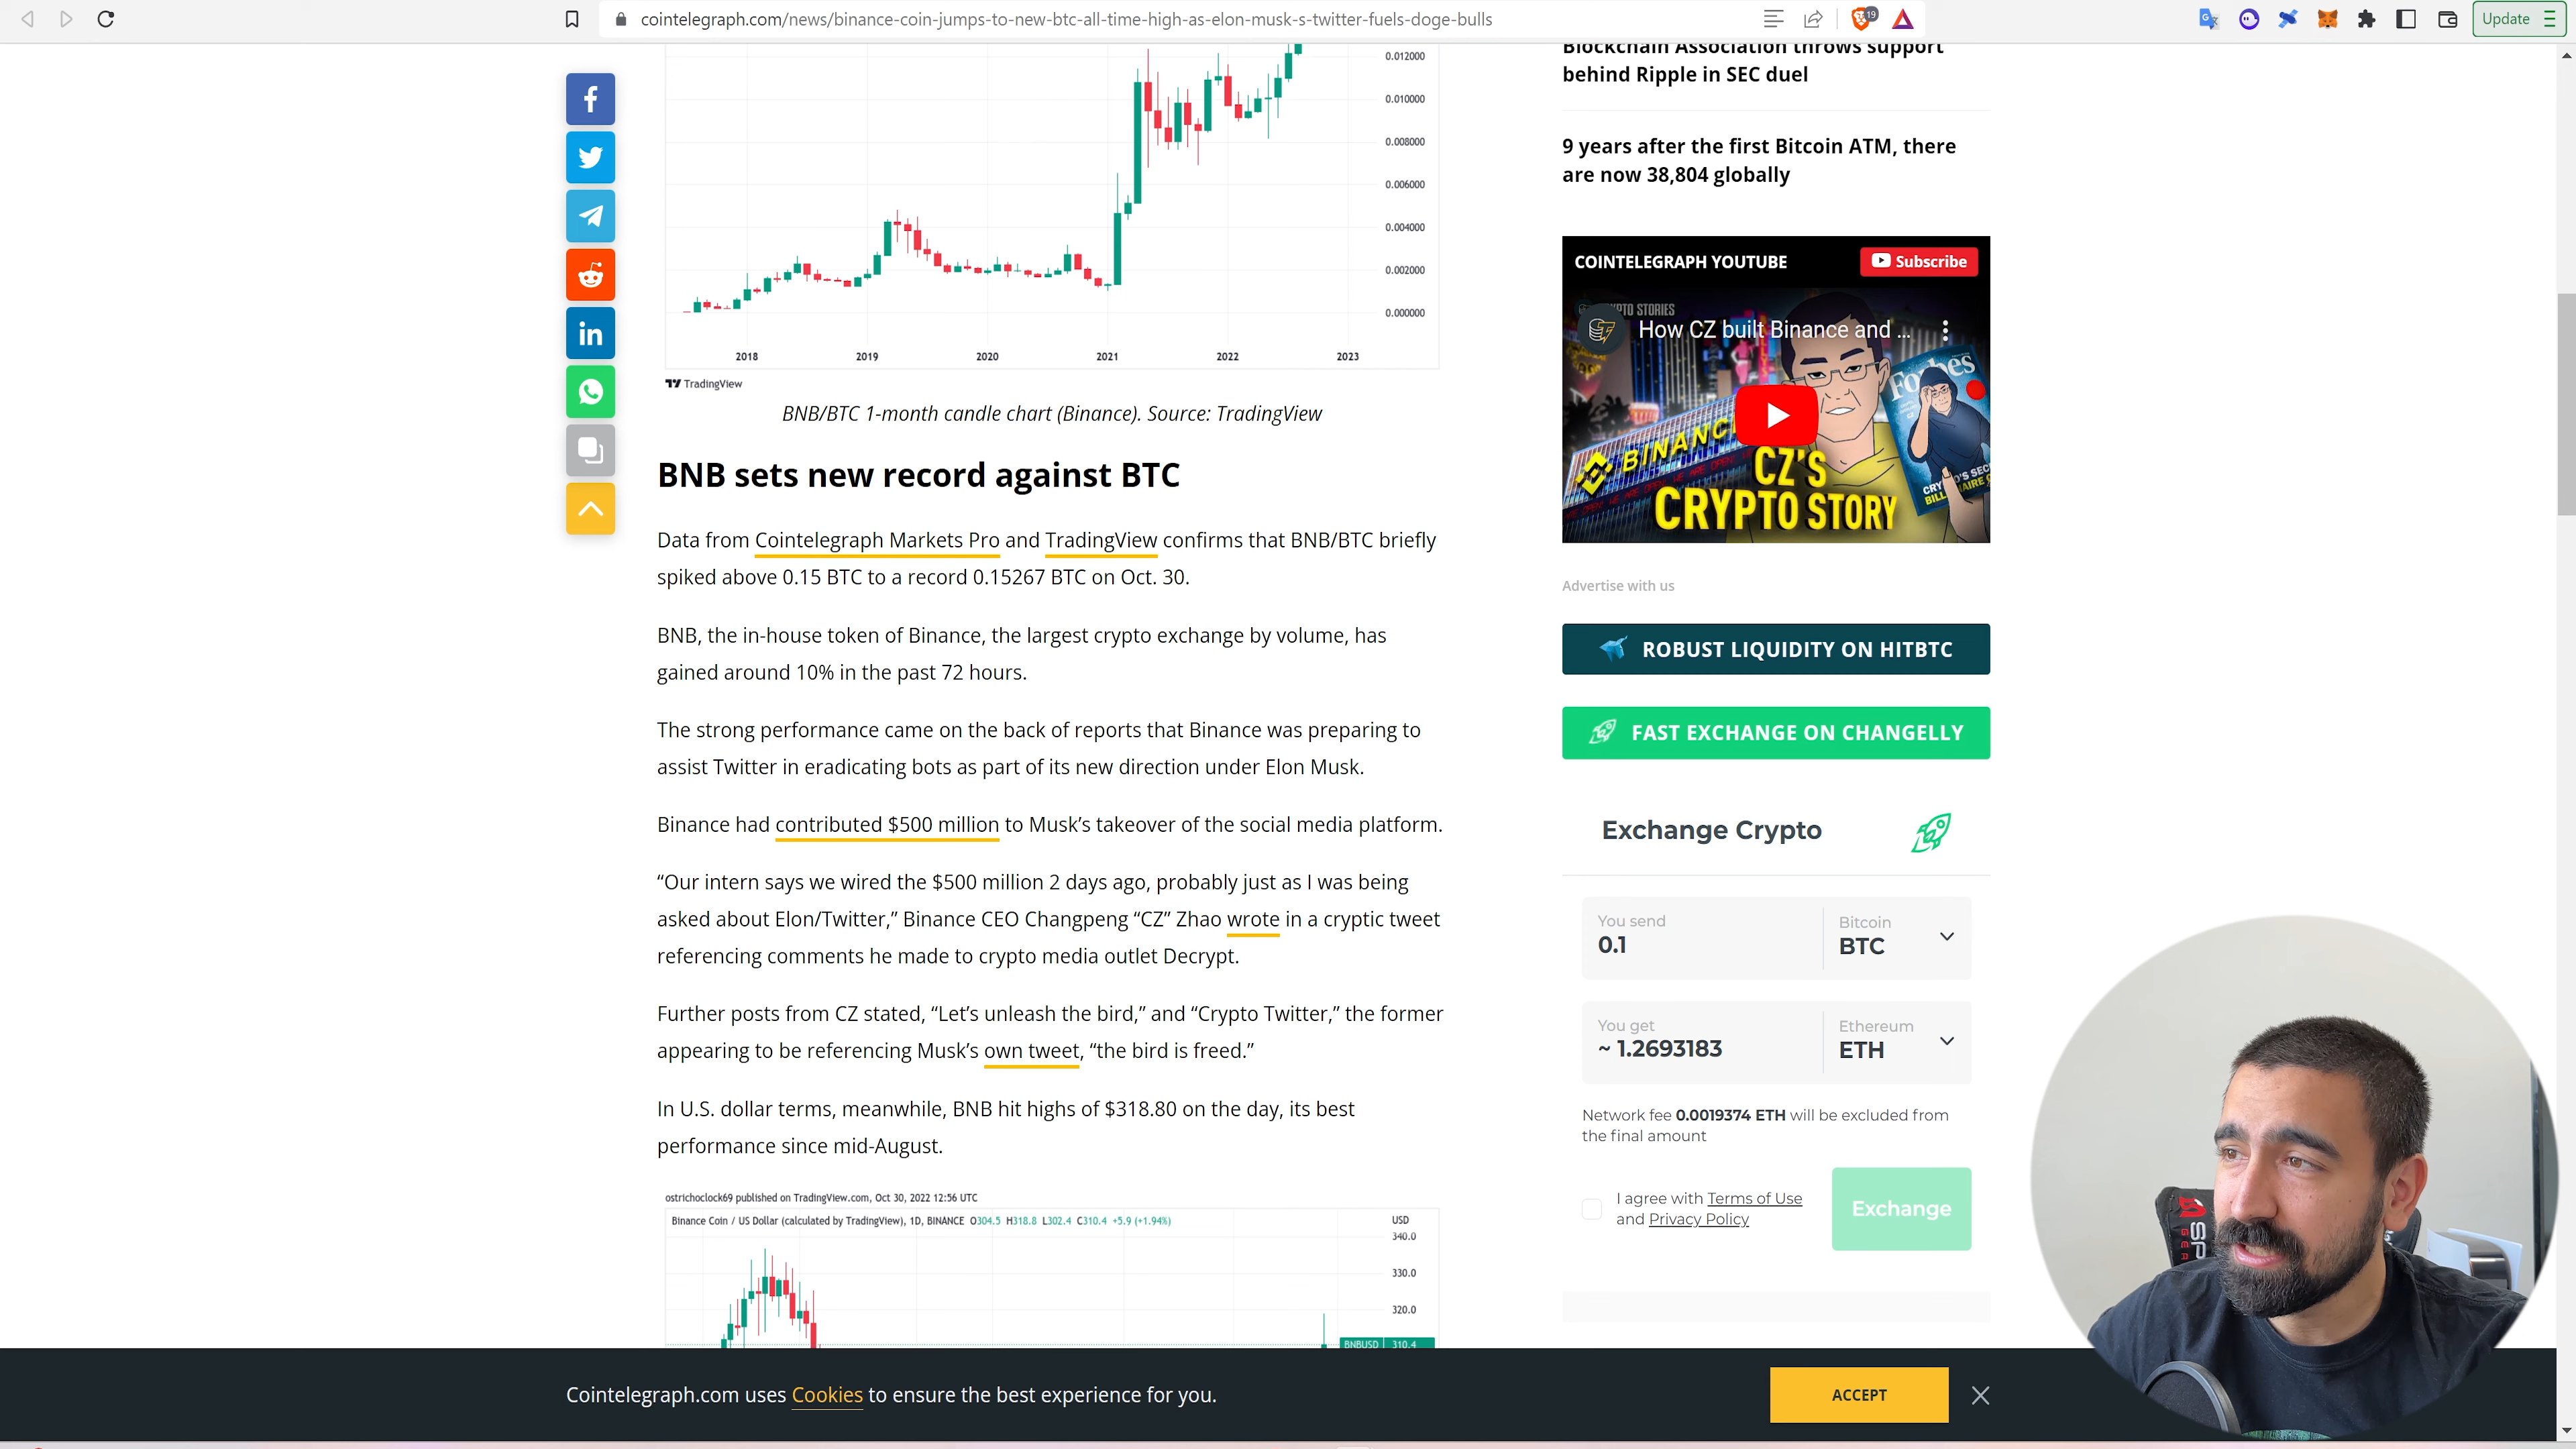 cointelegraph.com/news/binance-coin-jumps-to-new-btc-all-time-high-as-elon-musk-s-twitter-fuels-doge-bulls
19
Update
0.012000
0.010000
0.008000
0.006000
0.004000
0.002000
0.000000
2018 2019 2020 2021 2022 2023
TradingView
BNB/BTC 1-month candle chart (Binance). Source: TradingView
BNB sets new record against BTC
Data from Cointelegraph Markets Pro and TradingView confirms that BNB/BTC briefly
spiked above 0.15 BTC to a record 0.15267 BTC on Oct. 30.
BNB, the in-house token of Binance, the largest crypto exchange by volume, has
gained around 10% in the past 72 hours.
The strong performance came on the back of reports that Binance was preparing to
assist Twitter in eradicating bots as part of its new direction under Elon Musk.
Binance had contributed $500 million to Musk’s takeover of the social media platform.
“Our intern says we wired the $500 million 2 days ago, probably just as I was being
asked about Elon/Twitter,” Binance CEO Changpeng “CZ” Zhao wrote in a cryptic tweet
referencing comments he made to crypto media outlet Decrypt.
Further posts from CZ stated, “Let’s unleash the bird,” and “Crypto Twitter,” the former
appearing to be referencing Musk’s own tweet, “the bird is freed.”
In U.S. dollar terms, meanwhile, BNB hit highs of $318.80 on the day, its best
performance since mid-August.
ostrichoclock69 published on TradingView.com, Oct 30, 2022 12:56 UTC
Binance Coin / US Dollar (calculated by TradingView), 1D, BINANCE O304.5 H318.8 L302.4 C310.4 +5.9 (+1.94%)
USD
340.0
330.0
320.0
BNBUSD 310.4
Blockchain Association throws support
behind Ripple in SEC duel
9 years after the first Bitcoin ATM, there
are now 38,804 globally
COINTELEGRAPH YOUTUBE
Subscribe
CRYPTO STORIES
How CZ built Binance and ...
Forbes
BINANCE
CZ'S
CRYPTO STORY
Advertise with us
ROBUST LIQUIDITY ON HITBTC
FAST EXCHANGE ON CHANGELLY
Exchange Crypto
You send
0.1
Bitcoin
BTC
You get
~ 1.2693183
Ethereum
ETH
Network fee 0.0019374 ETH will be excluded from
the final amount
I agree with Terms of Use
and Privacy Policy
Exchange
Cointelegraph.com uses Cookies to ensure the best experience for you.
ACCEPT